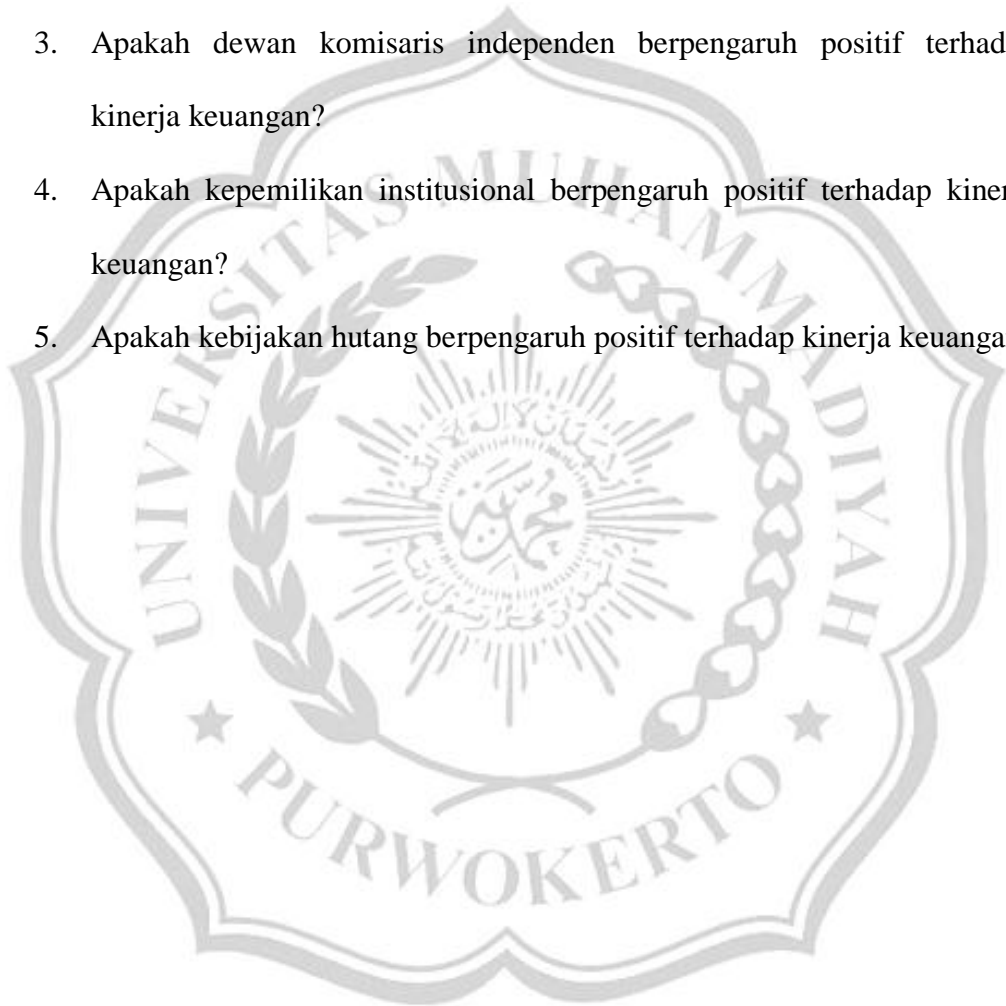 3. Apakah dewan komisaris independen berpengaruh positif terhad
kinerja keuangan?
4. Apakah kepemilikan institusional berpengaruh positif terhadap kiner
keuangan?
5. Apakah kebijakan hutang berpengaruh positif terhadap kinerja keuanga
UNIVERSITAS MUHAMMADIYAH
PURWOKERTO